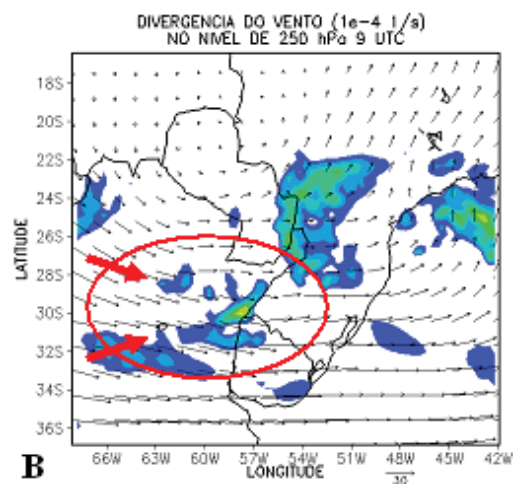 DIVERGENCIA DO VENTO (1e-4 1/s)
NO NIVEL DE 250 hPa 9 UTC
18S
20S
22S
24S
26S
28S
30S
32S
34S
36S
LATITUDE
66W 63W 60W 57W 54W 51W 48W 45W 42W
LONGITUDE
30
B